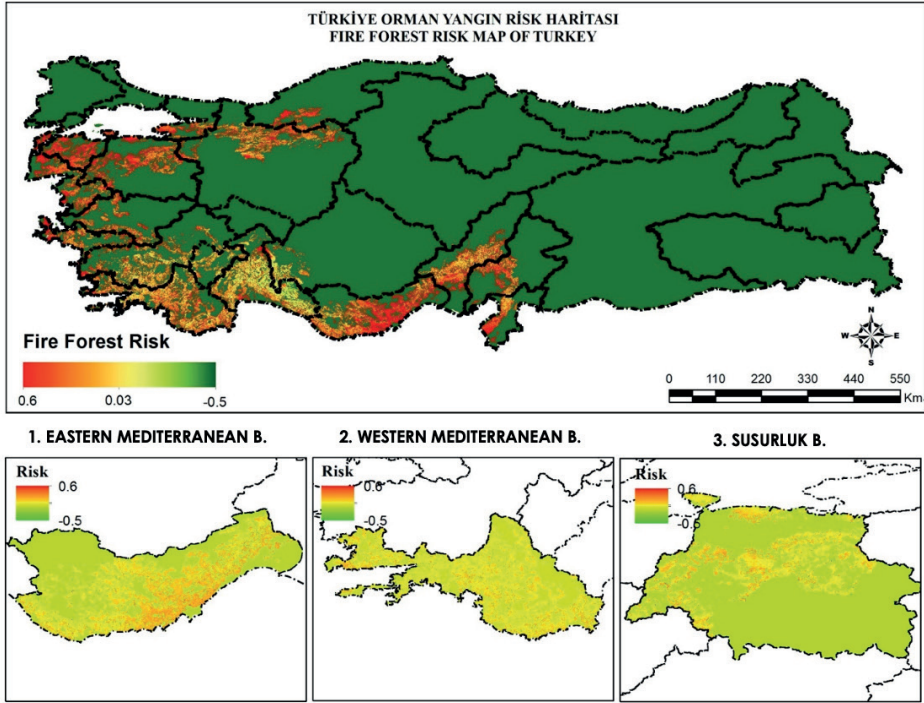 TÜRKİYE ORMAN YANGIN RİSK HARİTASI
FIRE FOREST RISK MAP OF TURKEY
Fire Forest Risk
0.6 0.03 -0.5
N
W E
S
0 110 220 330 440 550
Km
1. EASTERN MEDITERRANEAN B.
2. WESTERN MEDITERRANEAN B.
3. SUSURLUK B.
Risk
0.6
-0.5
Risk
0.6
-0.5
Risk
0.6
-0.5